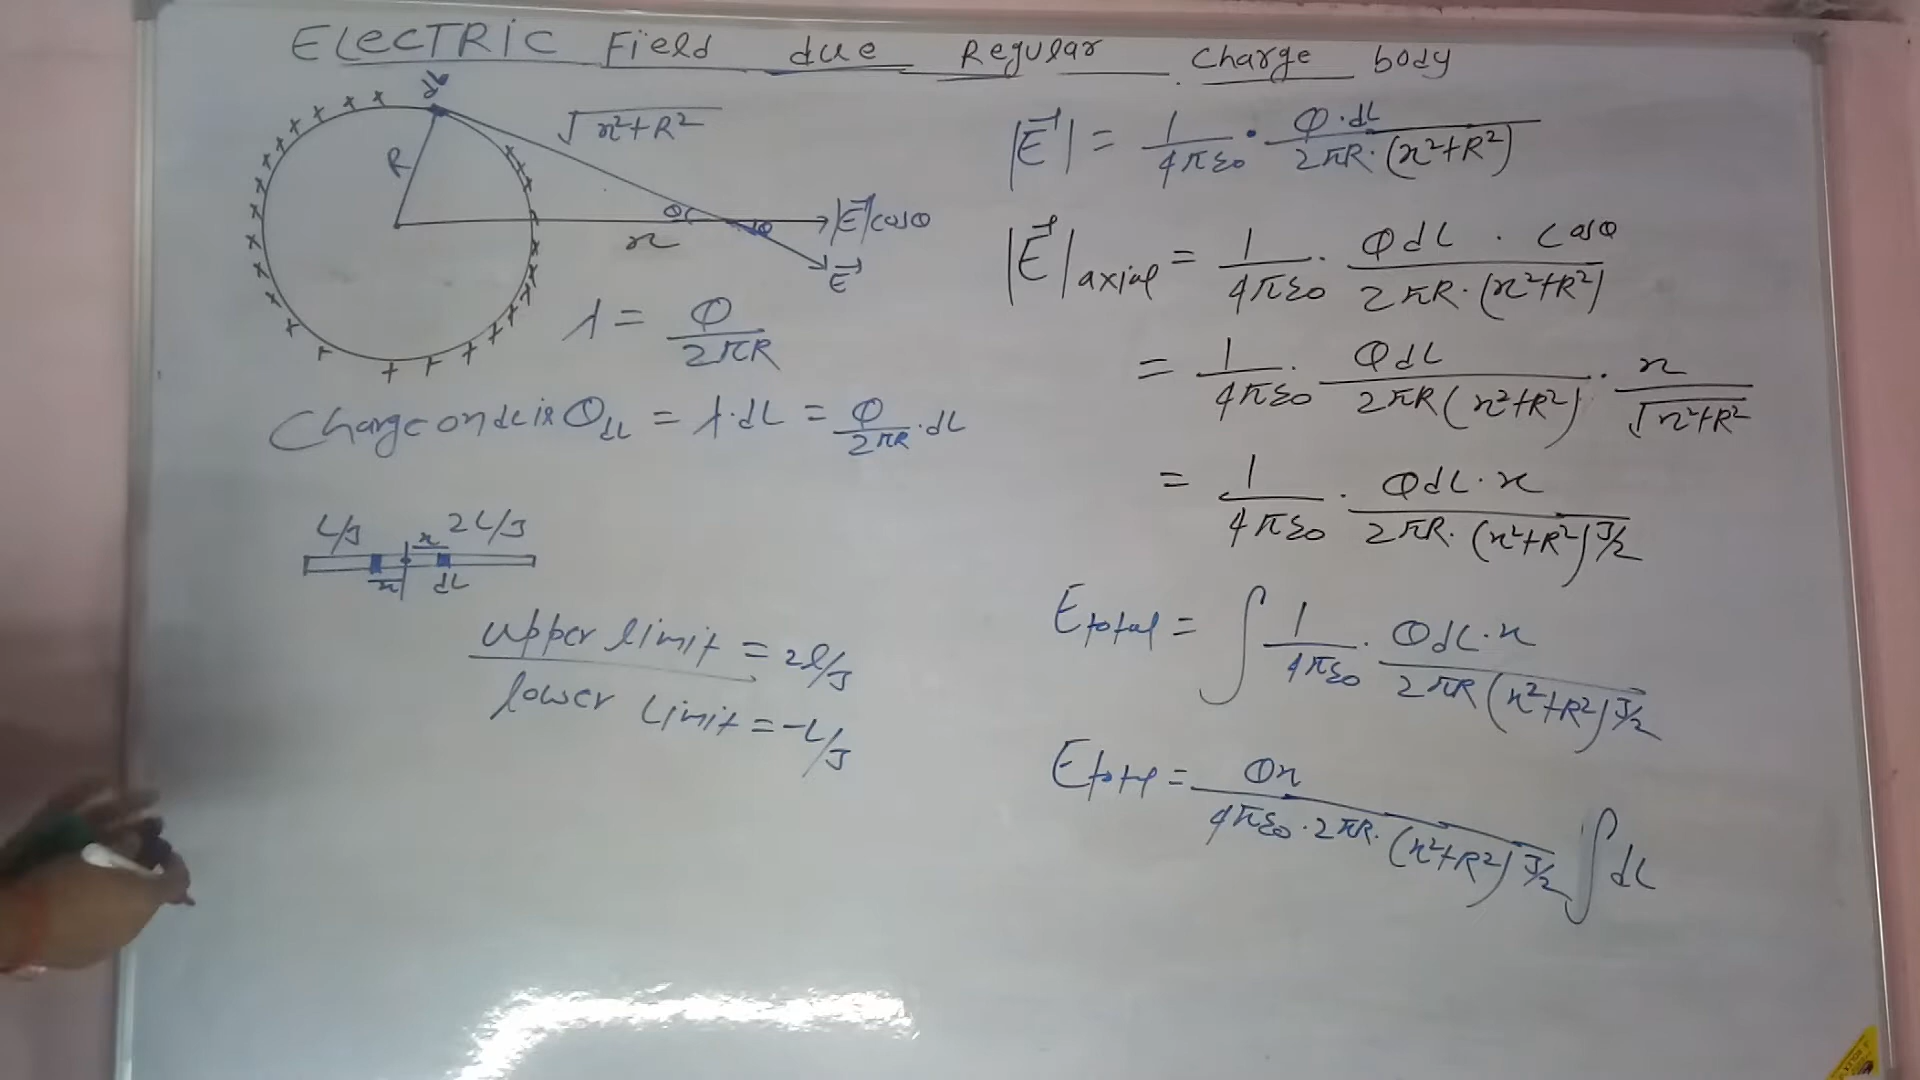 ELECTRIC Field due Regular charge body
dL
√x²+R²
R
θ
x
θ
|E⃗|cosθ
E⃗
λ = Q/2πR
Charge on dL is Q_dL = λ·dL = Q/2πR · dL
L/3 x 2L/3
x dL
upper limit = 2l/3
lower Limit = -L/3
|E⃗| = 1/4πε₀ · Q·dL/2πR·(x²+R²)
|E⃗|axial = 1/4πε₀ · QdL · cosθ/2πR·(x²+R²)
= 1/4πε₀ · QdL/2πR(x²+R²) · x/√x²+R²
= 1/4πε₀ · QdL·x/2πR·(x²+R²)3/2
Etotal = ∫ 1/4πε₀ · QdL·x/2πR(x²+R²)3/2
Etotal = Qx/4πε₀·2πR·(x²+R²)3/2 ∫dL